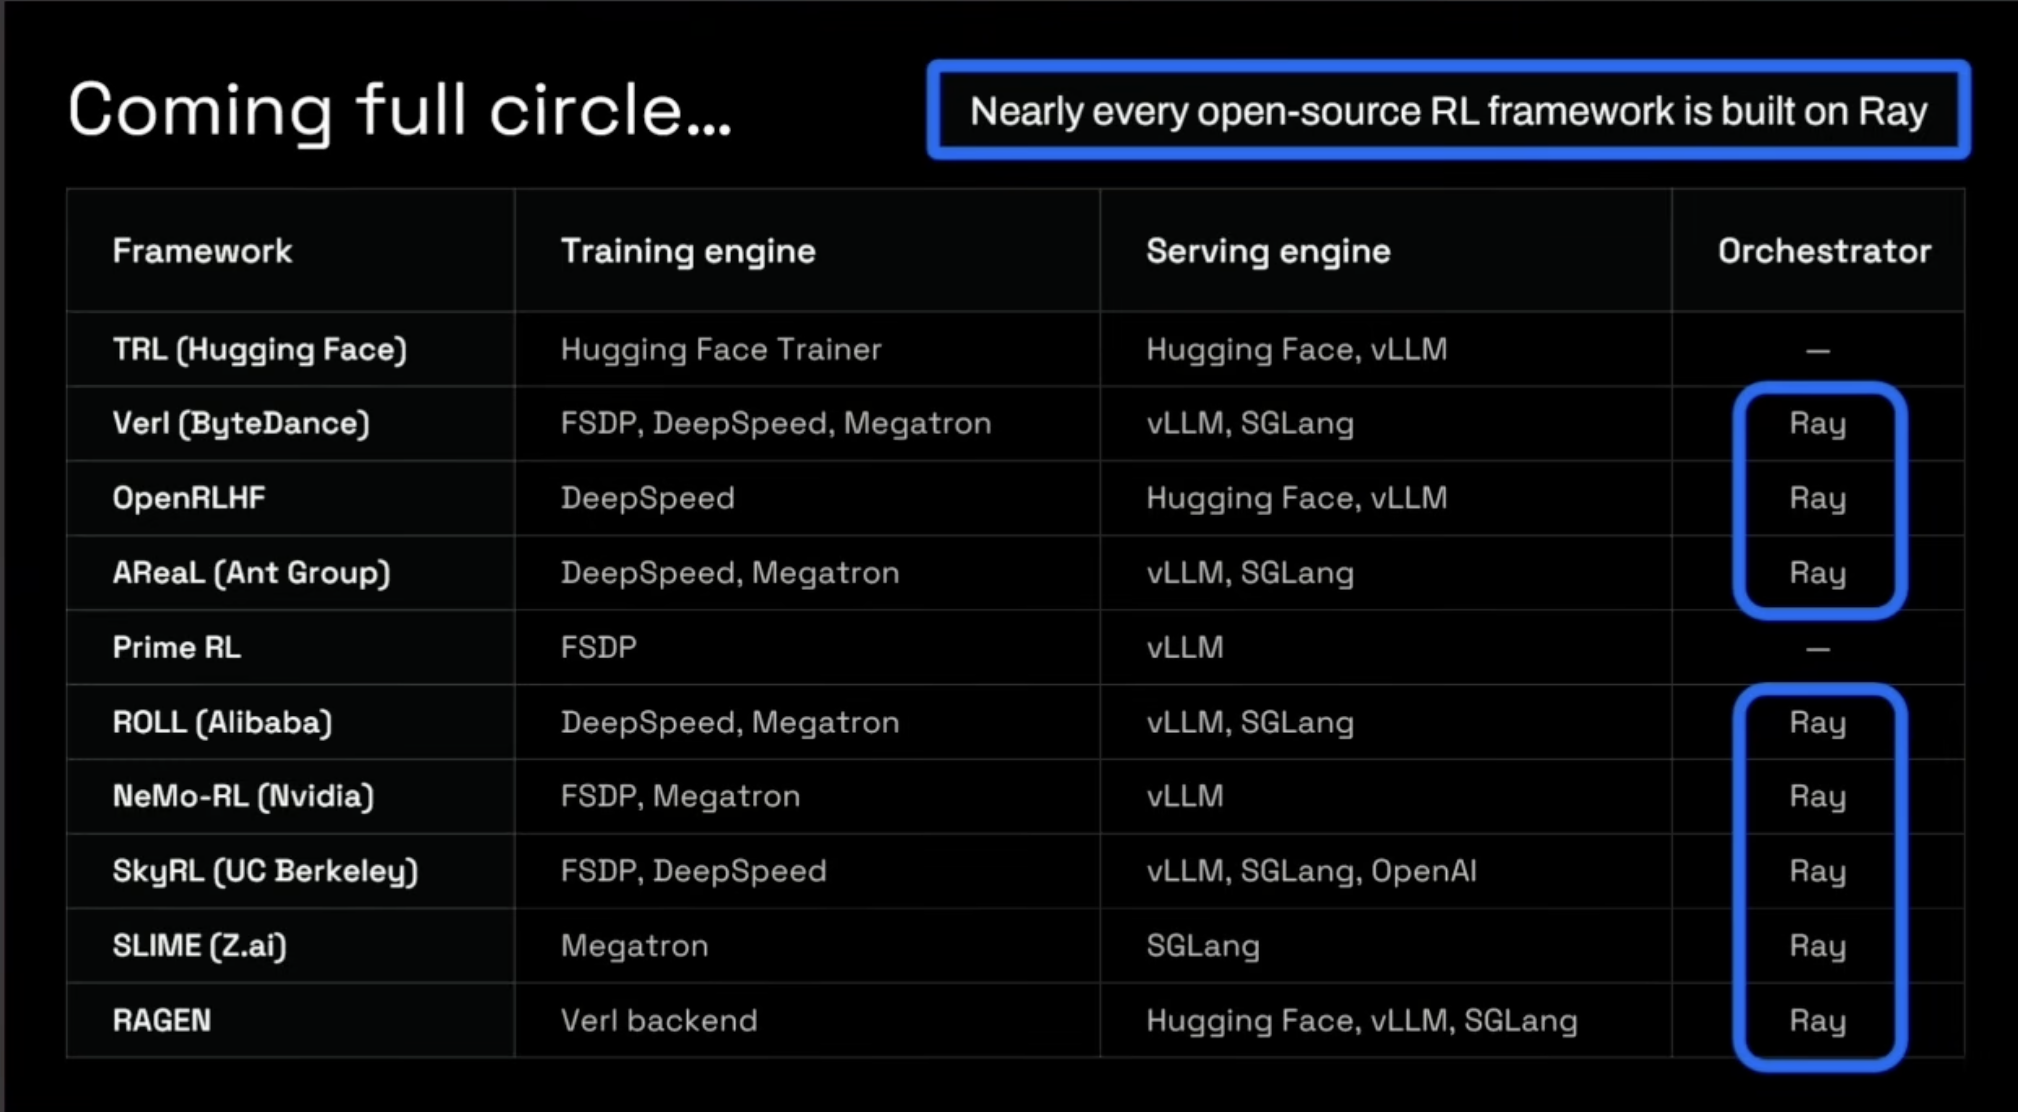 Coming full circle...
Nearly every open-source RL framework is built on Ray
Framework Training engine Serving engine Orchestrator
TRL (Hugging Face) Hugging Face Trainer Hugging Face, vLLM —
Verl (ByteDance) FSDP, DeepSpeed, Megatron vLLM, SGLang Ray
OpenRLHF DeepSpeed Hugging Face, vLLM Ray
AReaL (Ant Group) DeepSpeed, Megatron vLLM, SGLang Ray
Prime RL FSDP vLLM —
ROLL (Alibaba) DeepSpeed, Megatron vLLM, SGLang Ray
NeMo-RL (Nvidia) FSDP, Megatron vLLM Ray
SkyRL (UC Berkeley) FSDP, DeepSpeed vLLM, SGLang, OpenAI Ray
SLIME (Z.ai) Megatron SGLang Ray
RAGEN Verl backend Hugging Face, vLLM, SGLang Ray